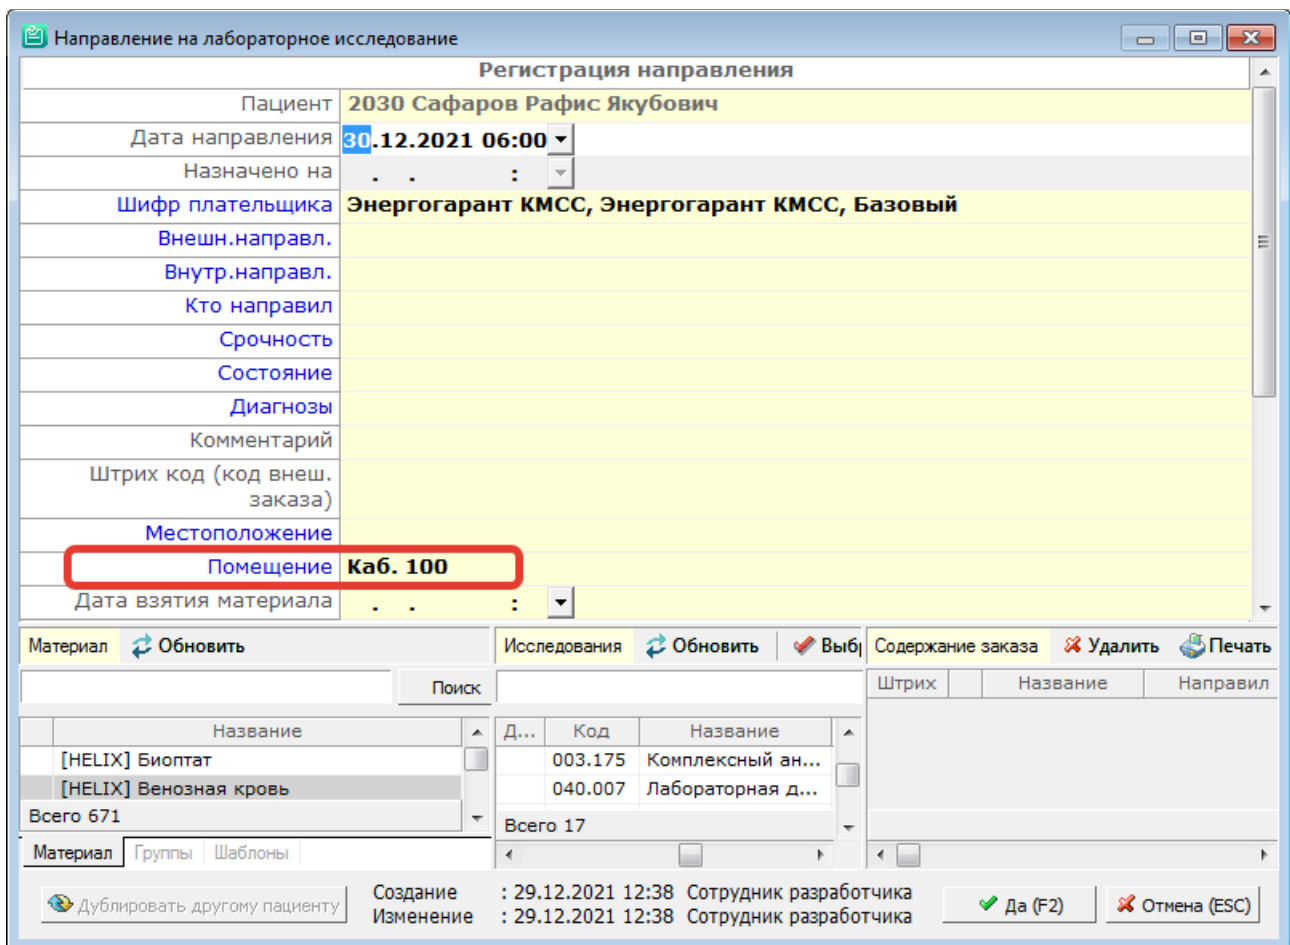 Направление на лабораторное исследование
Регистрация направления
Пациент 2030 Сафаров Рафис Якубович
Дата направления 30.12.2021 06:00
Назначено на . . :
Шифр плательщика Энергогарант КМСС, Энергогарант КМСС, Базовый
Внешн.направл.
Внутр.направл.
Кто направил
Срочность
Состояние
Диагнозы
Комментарий
Штрих код (код внеш.
заказа)
Местоположение
Помещение Каб. 100
Дата взятия материала . . :
Материал Обновить Исследования Обновить Выб Содержание заказа Удалить Печать
Поиск Штрих Название Направил
Название Д... Код Название
[HELIX] Биоптат 003.175 Комплексный ан...
[HELIX] Венозная кровь 040.007 Лабораторная д...
Всего 671 Всего 17
Материал Группы Шаблоны
Дублировать другому пациенту Создание : 29.12.2021 12:38 Сотрудник разработчика Да (F2) Отмена (ESC)
Изменение : 29.12.2021 12:38 Сотрудник разработчика